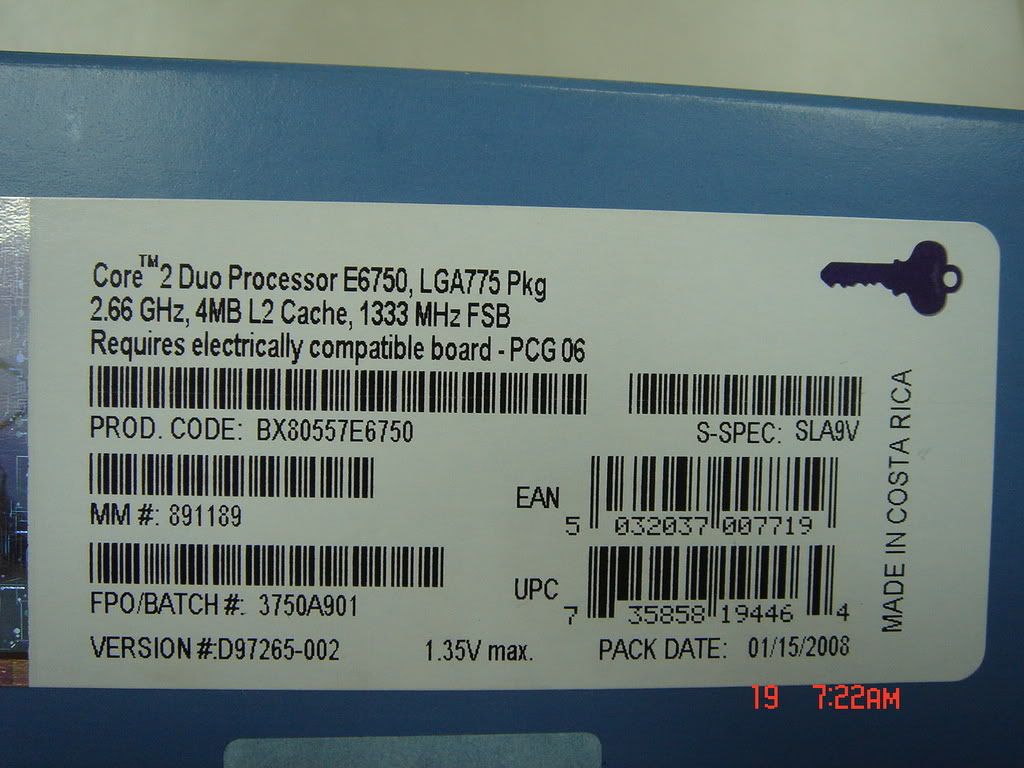 Core™2 Duo Processor E6750, LGA775 Pkg
2.66 GHz, 4MB L2 Cache, 1333 MHz FSB
Requires electrically compatible board - PCG 06
PROD. CODE: BX80557E6750
S-SPEC: SLA9V
MM #: 891189
EAN
5 032037 007719
FPO/BATCH #: 3750A901
UPC
7 35858 19446 4
VERSION #:D97265-002
1.35V max.
PACK DATE: 01/15/2008
MADE IN COSTA RICA
19 7:22AM